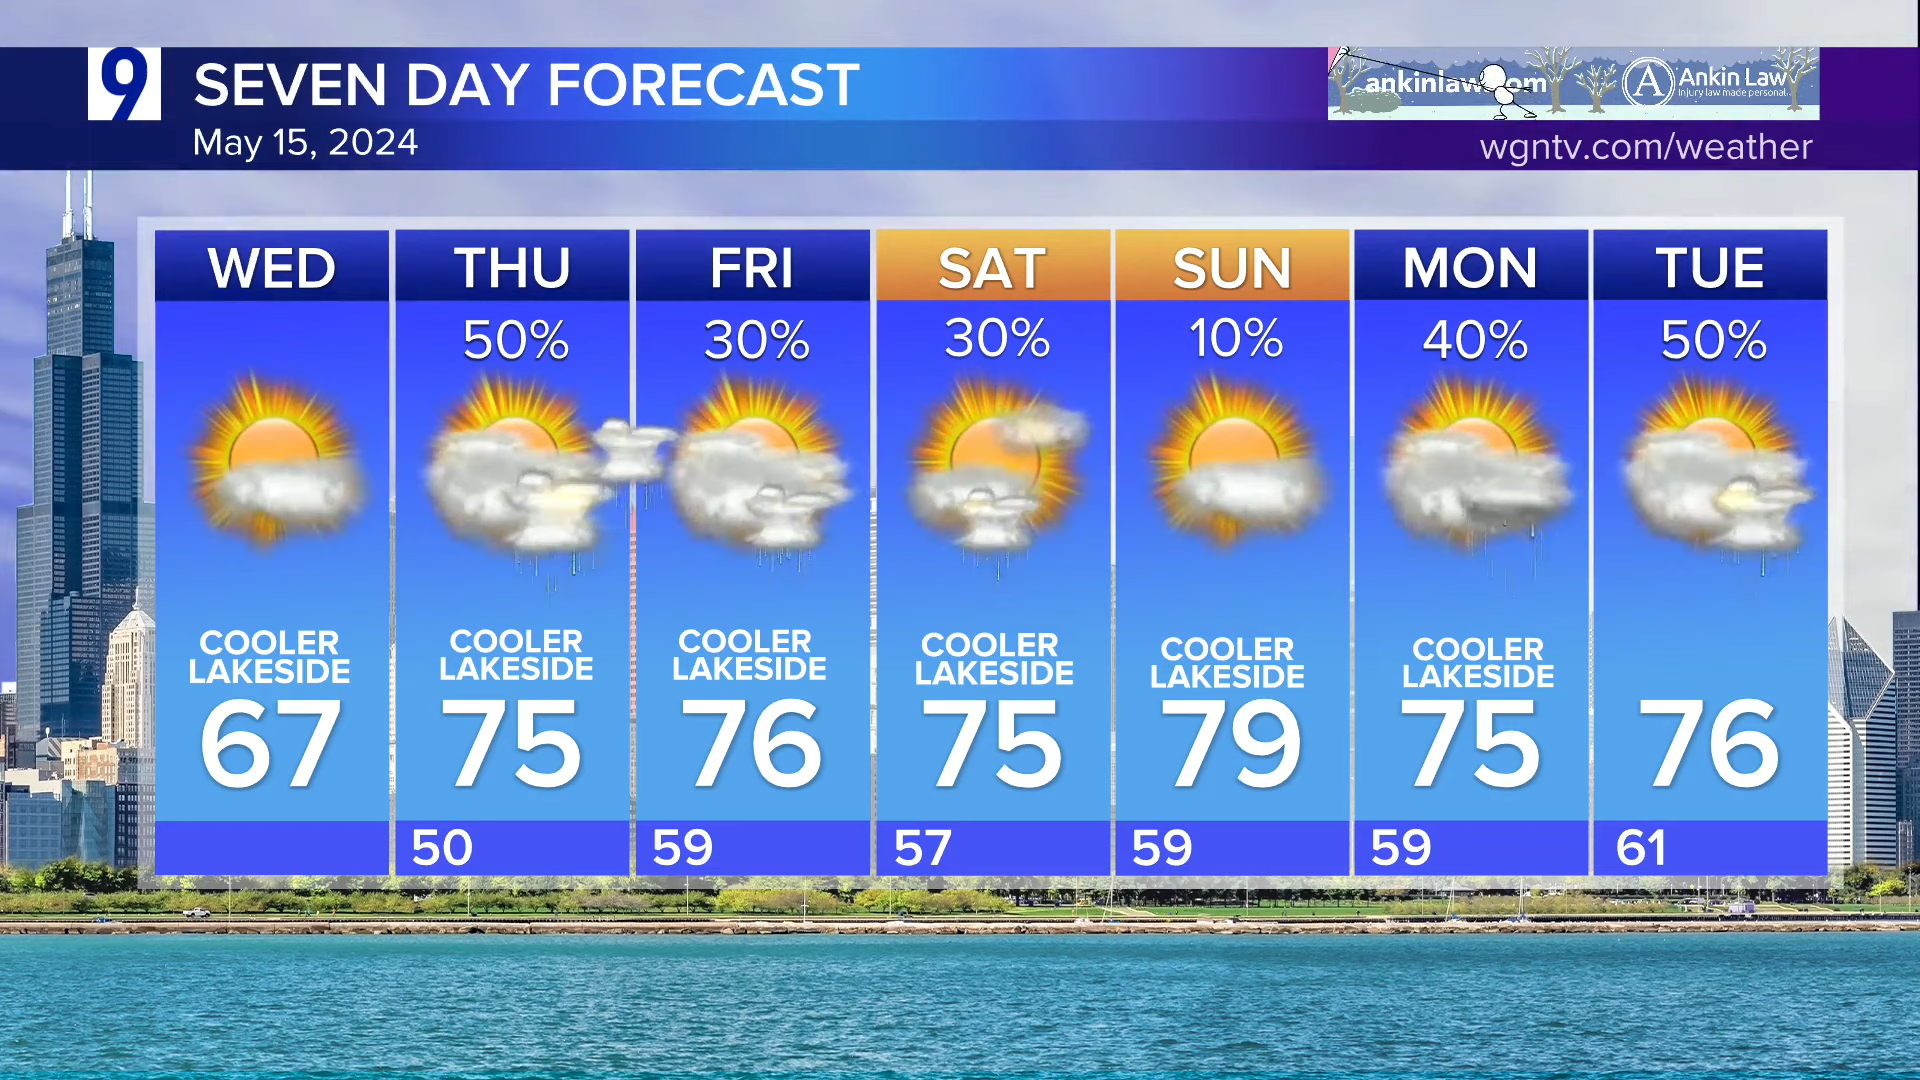 9 SEVEN DAY FORECAST
May 15, 2024
Ankin Law
Injury law made personal.
wgntv.com/weather
WED THU FRI SAT SUN MON TUE
50% 30% 30% 10% 40% 50%
COOLER COOLER COOLER COOLER COOLER COOLER
LAKESIDE LAKESIDE LAKESIDE LAKESIDE LAKESIDE LAKESIDE
67 75 76 75 79 75 76
50 59 57 59 59 61